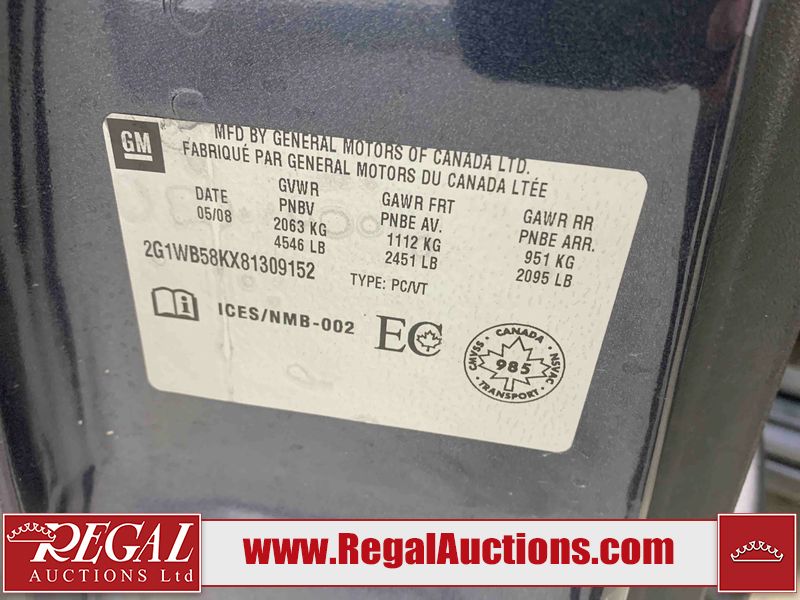 GM
MFD BY GENERAL MOTORS OF CANADA LTD.
FABRIQUÉ PAR GENERAL MOTORS DU CANADA LTÉE
DATE GVWR GAWR FRT GAWR RR
05/08 PNBV PNBE AV. PNBE ARR.
2063 KG 1112 KG 951 KG
4546 LB 2451 LB 2095 LB
2G1WB58KX81309152 TYPE: PC/VT
i ICES/NMB-002 EC
CANADA
CMVSS 985 NSVAC
TRANSPORT
REGAL
AUCTIONS Ltd
www.RegalAuctions.com